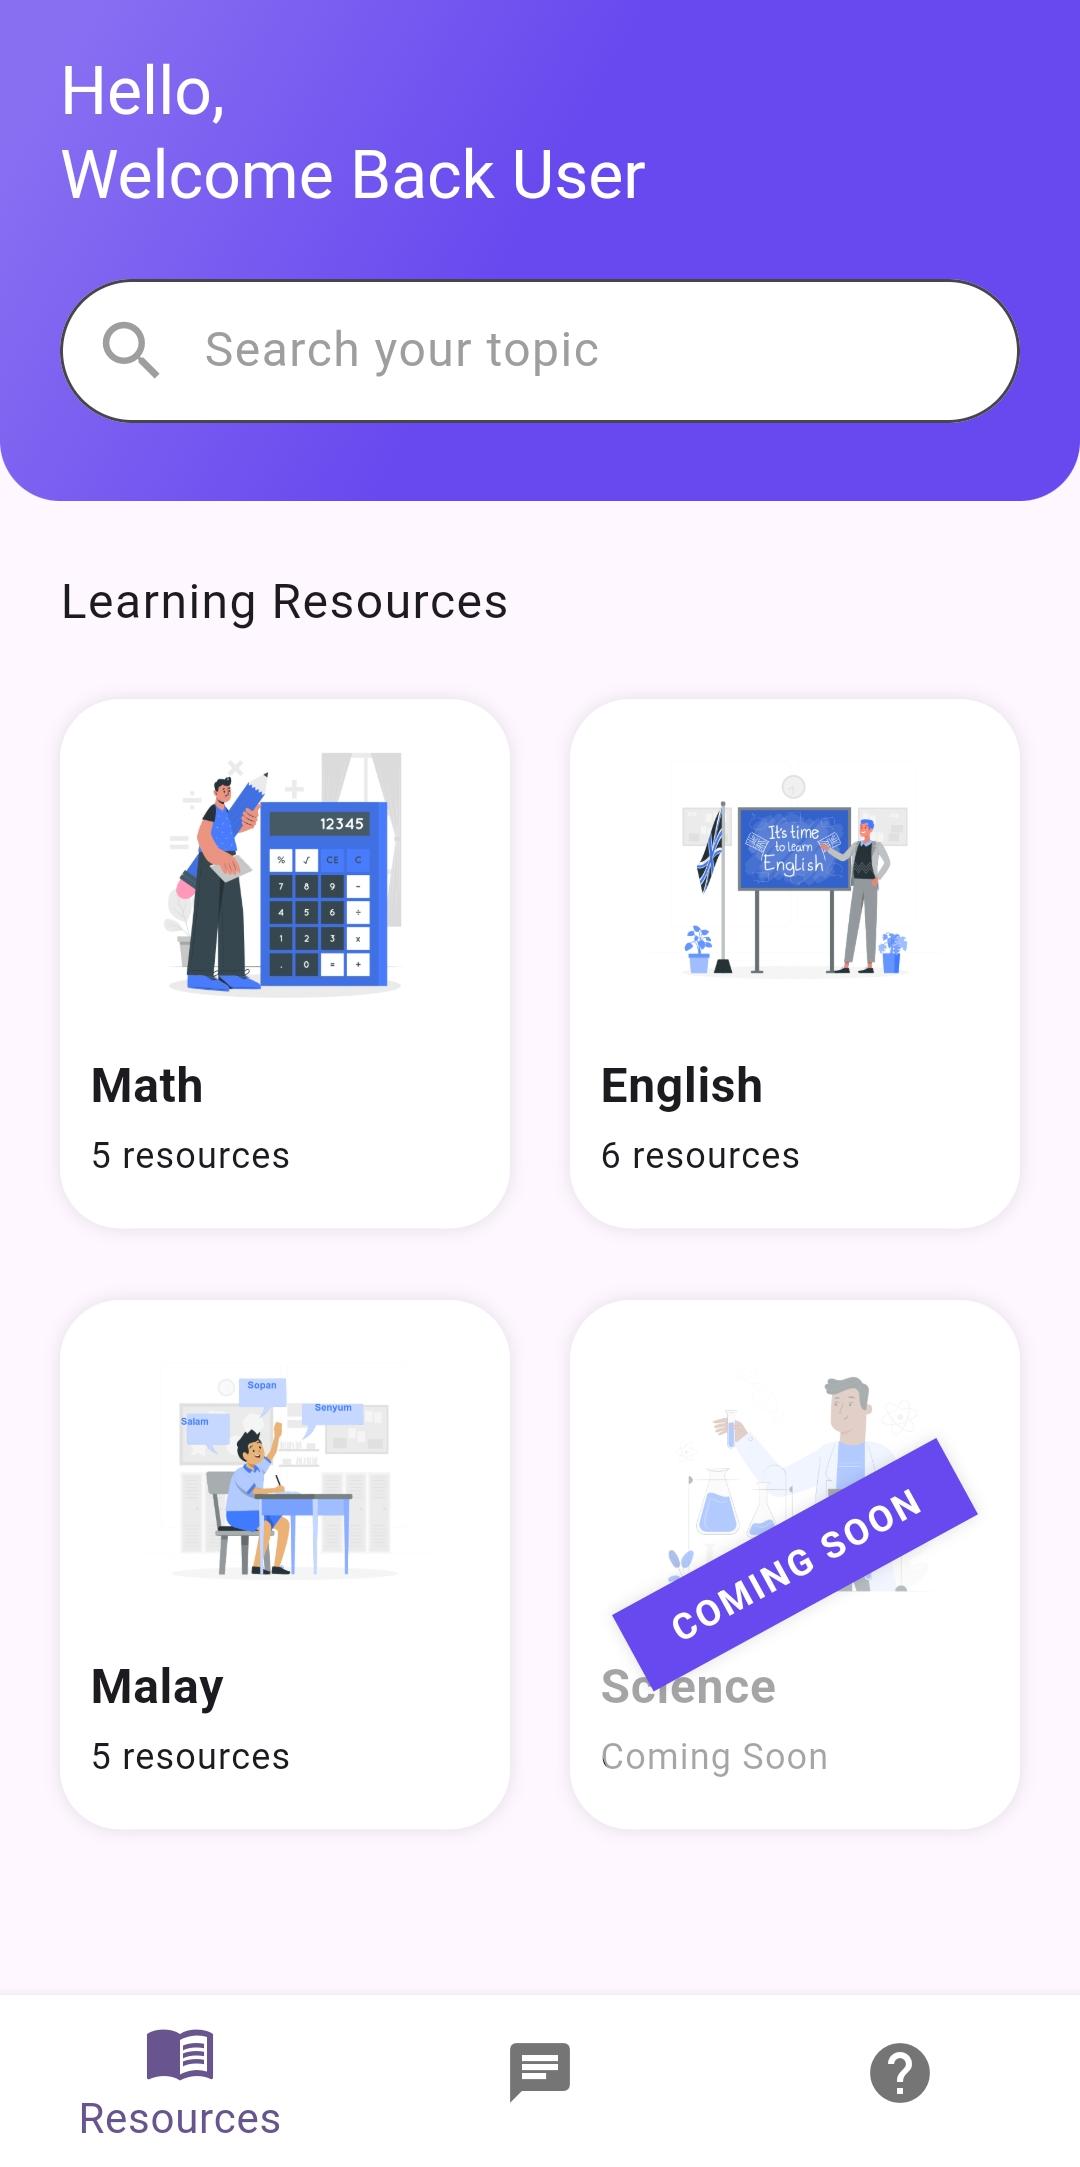 Hello,
Welcome Back User
Search your topic
Learning Resources
12345
% √ CE C
7 8 9 -
4 5 6 ÷
1 2 3 x
. 0 = +
It's time
to learn
English
Math
English
5 resources
6 resources
Sopan
Senyum
Salam
COMING SOON
Malay
Science
5 resources
Coming Soon
Resources